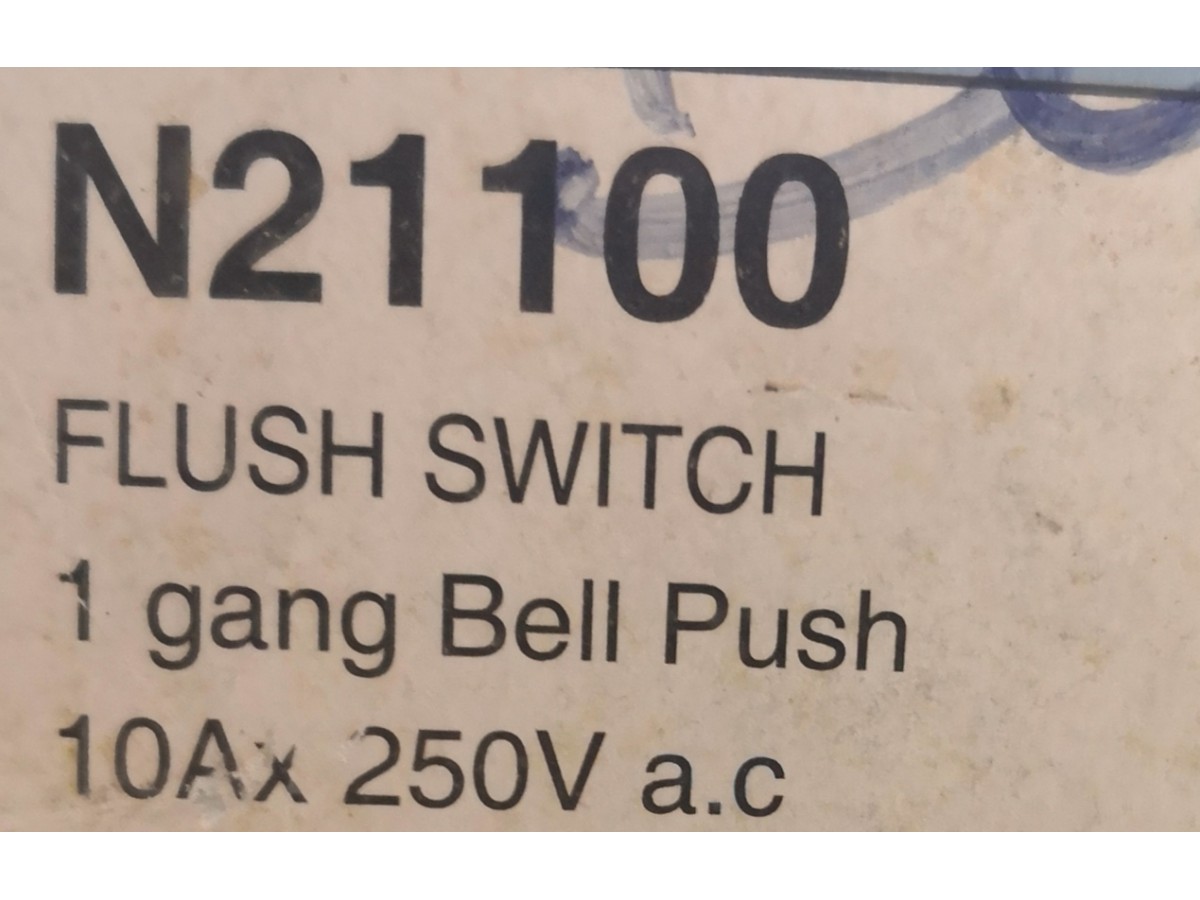 N21100
FLUSH SWITCH
1 gang Bell Push
10Ax 250V a.c